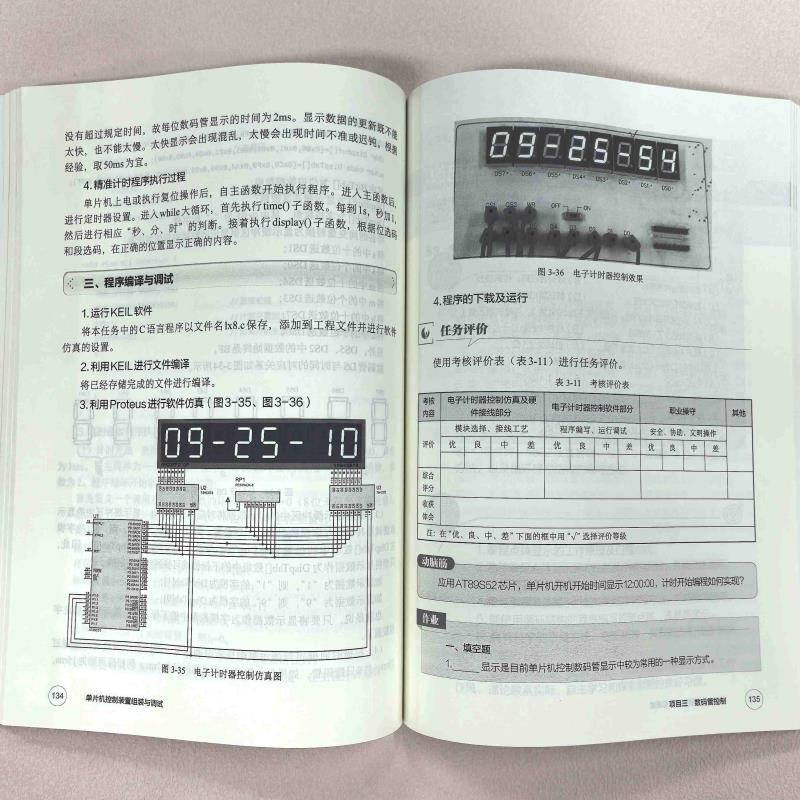 没有超过规定时间，故每位数码管显示的时间为2ms。显示数据的更新既不能
太快，也不能太慢。太快显示会出现混乱，太慢会出现时间不准或迟钝。根据
经验，取50ms为宜。
4.精准计时程序执行过程
单片机上电或执行复位操作后，自主函数开始执行程序。进入主函数后，
进行定时器设置。进入while大循环，首先执行time()子函数。每到1s，秒加1，
然后进行相应“秒、分、时”的判断。接着执行display()子函数，根据位选码
和段选码，在正确的位置显示正确的内容。
三、程序编译与调试
1.运行KEIL软件
将本任务中的C语言程序以文件名lx8.c保存，添加到工程文件并进行软件
仿真的设置。
2.利用KEIL进行文件编译
将已经存储完成的文件进行编译。
3.利用Proteus进行软件仿真（图3-35、图3-36）
09-25-10
U2
RP1
U3
U1
图 3-35 电子计时器控制仿真图
134 单片机控制装置组装与调试
09-25-54
DS7 DS6 DS5 DS4 DS3 DS2 DS1 DS0
CS1 CS2 WR OFF ON
图 3-36 电子计时器控制效果
4.程序的下载及运行
任务评价
使用考核评价表（表3-11）进行任务评价。
表 3-11 考核评价表
考核内容 电子计时器控制仿真及硬件接线部分 电子计时器控制软件部分 职业操守 其他
评价 模块选择、接线工艺 程序编写、运行调试 安全、协助、文明操作
优 良 中 差 优 良 中 差 优 良 中 差
综合评分
收获体会
注：在“优、良、中、差”下面的框中用“√”选择评价等级
动脑筋
应用AT89S52芯片，单片机开机开始时间显示12:00:00，计时开始编程如何实现？
作业
一、填空题
1.____显示是目前单片机控制数码管显示中较为常用的一种显示方式。
项目三 数码管控制 135